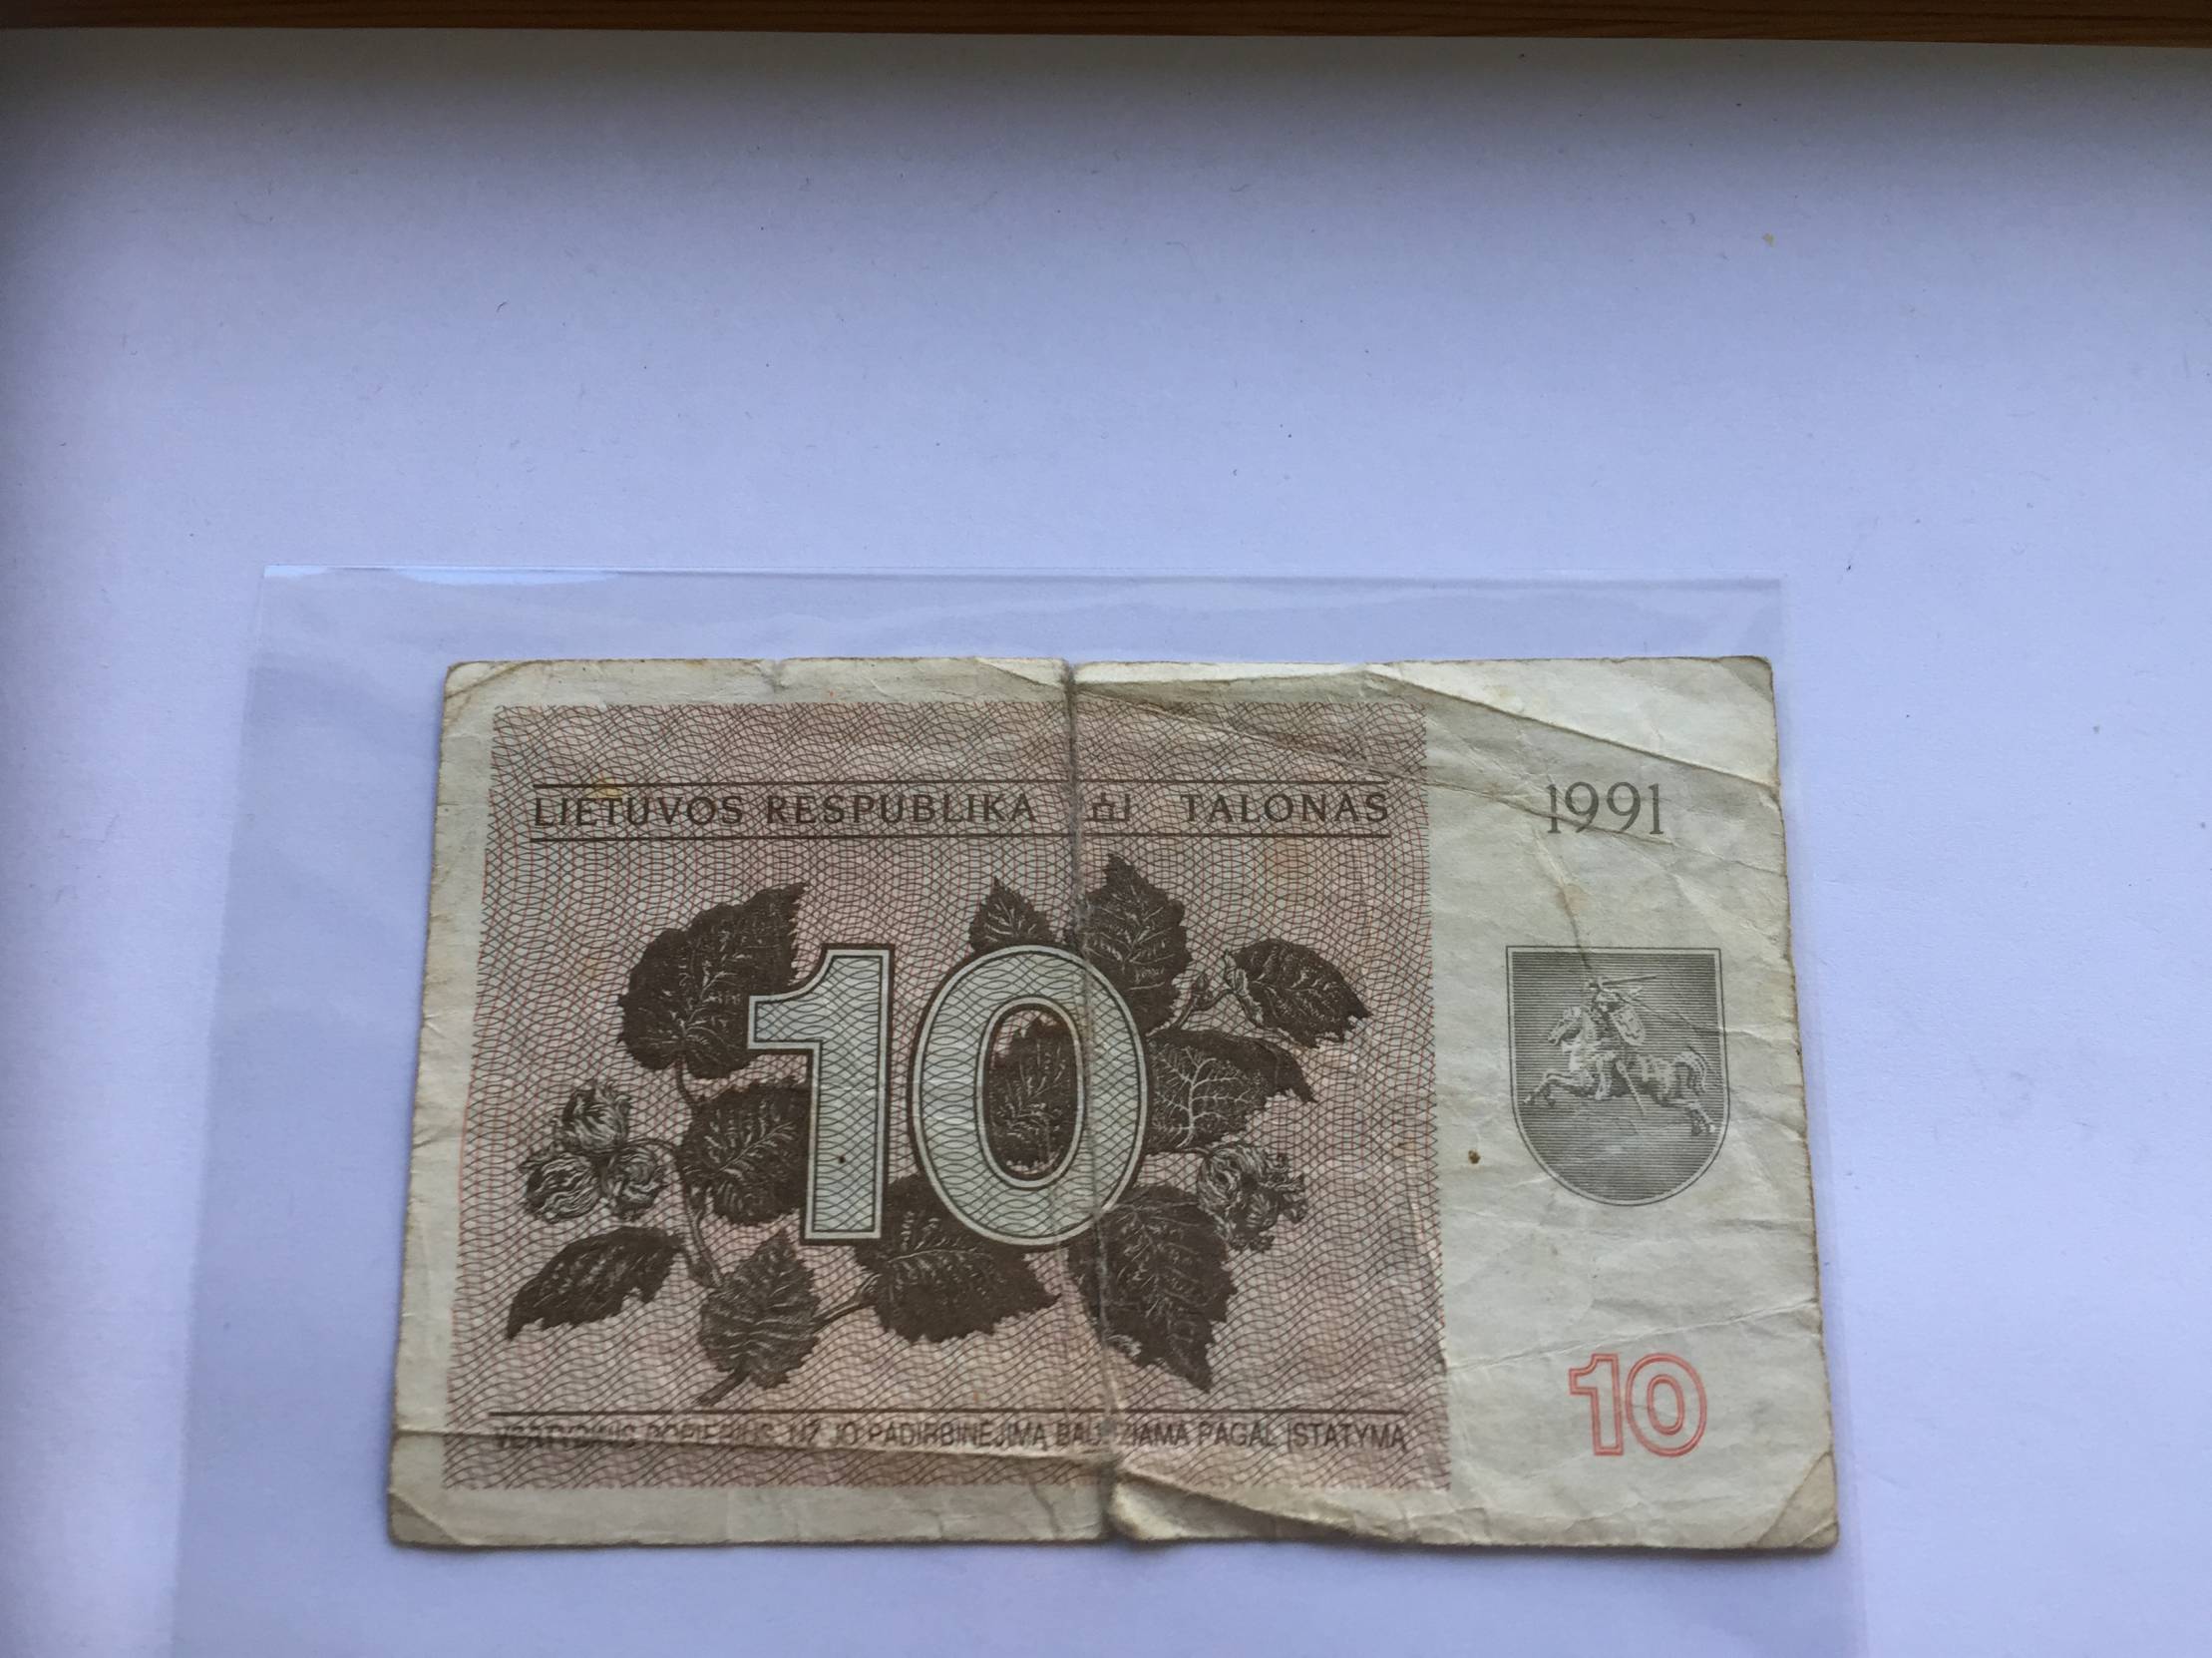 LIETUVOS RESPUBLIKA TALONAS
1991
10
10
VERTYBINIS POPIERIUS UŽ JO PADIRBINĖJIMĄ BAUDŽIAMA PAGAL ĮSTATYMĄ